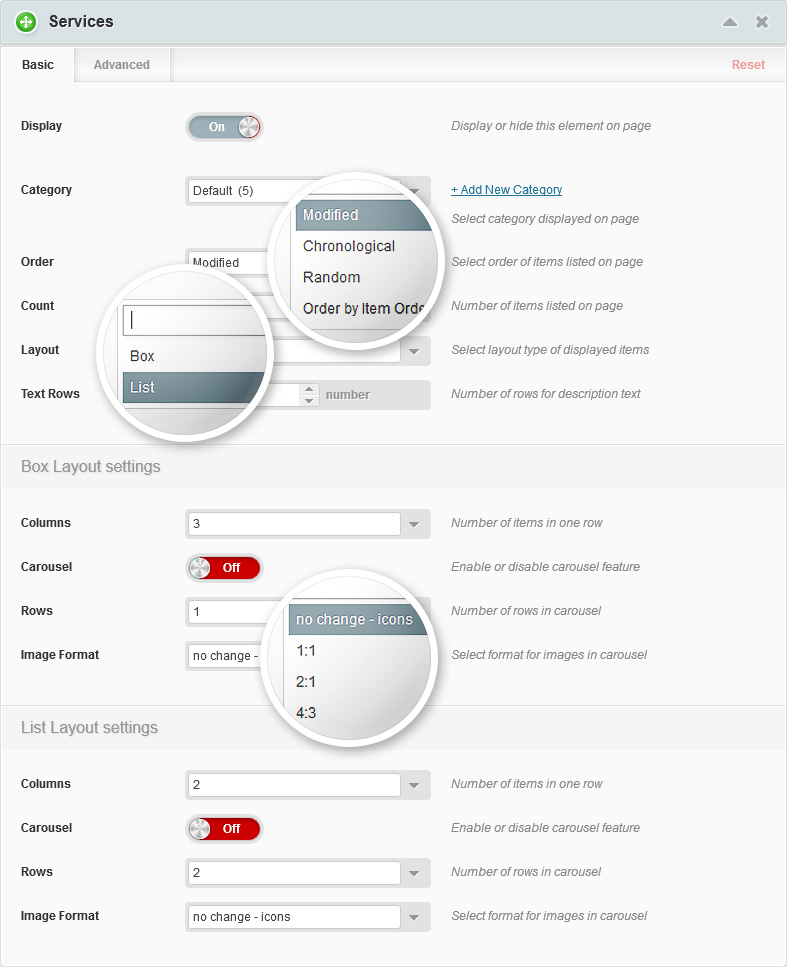 Services
Basic Advanced Reset
Display On Display or hide this element on page
Category Default (5) + Add New Category
Select category displayed on page
Modified
Chronological
Random
Order by Item
Order Modified Select order of items listed on page
Count Number of items listed on page
Layout Select layout type of displayed items
Box
List
Text Rows number Number of rows for description text
Box Layout settings
Columns 3 Number of items in one row
Carousel Off Enable or disable carousel feature
Rows 1 Number of rows in carousel
Image Format no change - Select format for images in carousel
no change - icons
1:1
2:1
4:3
List Layout settings
Columns 2 Number of items in one row
Carousel Off Enable or disable carousel feature
Rows 2 Number of rows in carousel
Image Format no change - icons Select format for images in carousel